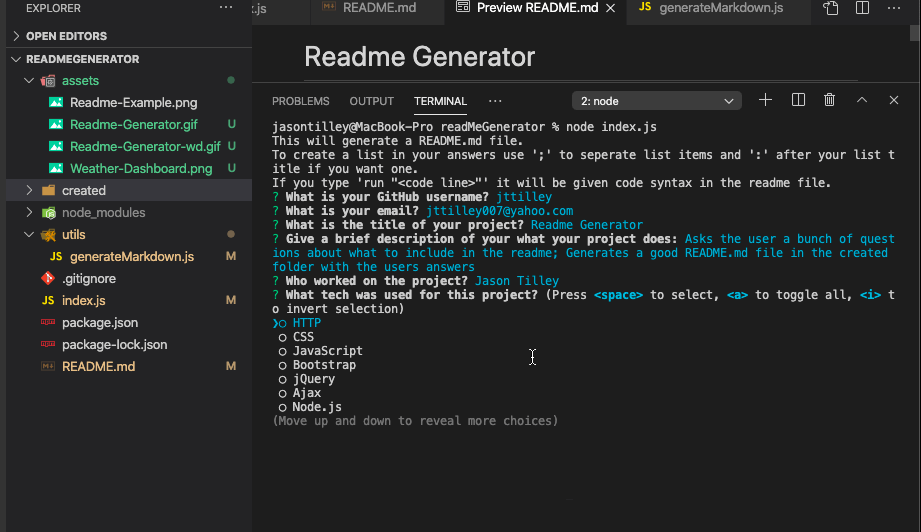 EXPLORER
OPEN EDITORS
READMEGENERATOR
assets
Readme-Example.png
Readme-Generator.gif U
Readme-Generator-wd.gif U
Weather-Dashboard.png U
created
node_modules
utils
JS generateMarkdown.js M
.gitignore
JS index.js M
package.json
package-lock.json
README.md M
x.js
README.md
Preview README.md
JS generateMarkdown.js
Readme Generator
PROBLEMS OUTPUT TERMINAL ··· 2: node
jasontilley@MacBook-Pro readMeGenerator % node index.js
This will generate a README.md file.
To create a list in your answers use ';' to seperate list items and ':' after your list t
itle if you want one.
If you type 'run "<code line>"' it will be given code syntax in the readme file.
? What is your GitHub username? jttilley
? What is your email? jttilley007@yahoo.com
? What is the title of your project? Readme Generator
? Give a brief description of your what your project does: Asks the user a bunch of quest
ions about what to include in the readme; Generates a good README.md file in the created
folder with the users answers
? Who worked on the project? Jason Tilley
? What tech was used for this project? (Press <space> to select, <a> to toggle all, <i> t
o invert selection)
❯○ HTTP
○ CSS
○ JavaScript
○ Bootstrap
○ jQuery
○ Ajax
○ Node.js
(Move up and down to reveal more choices)